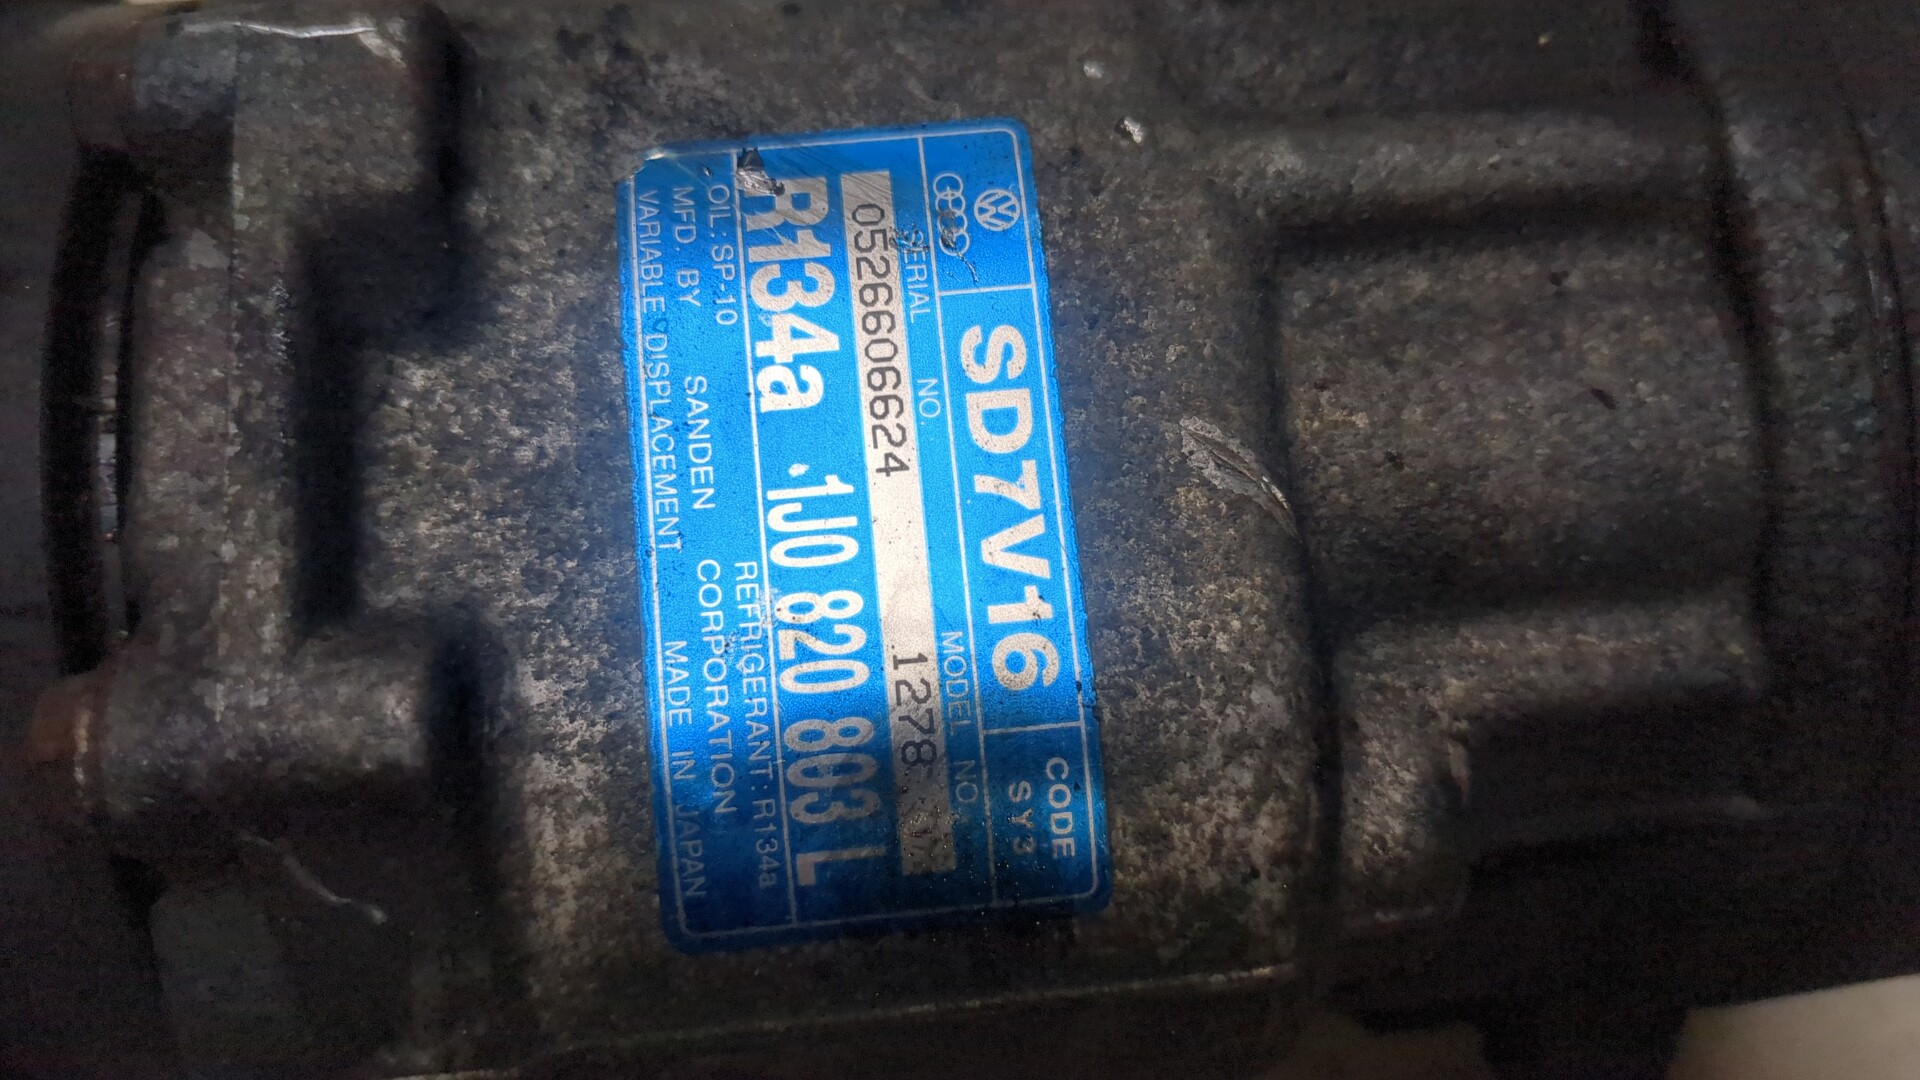 SD7V16
CODE
SY3
SERIAL NO.
MODEL NO.
0526606624
1278
R134a 1J0 820 803 L
OIL: SP-10
REFRIGERANT: R134a
MFD. BY SANDEN CORPORATION
VARIABLE DISPLACEMENT MADE IN JAPAN